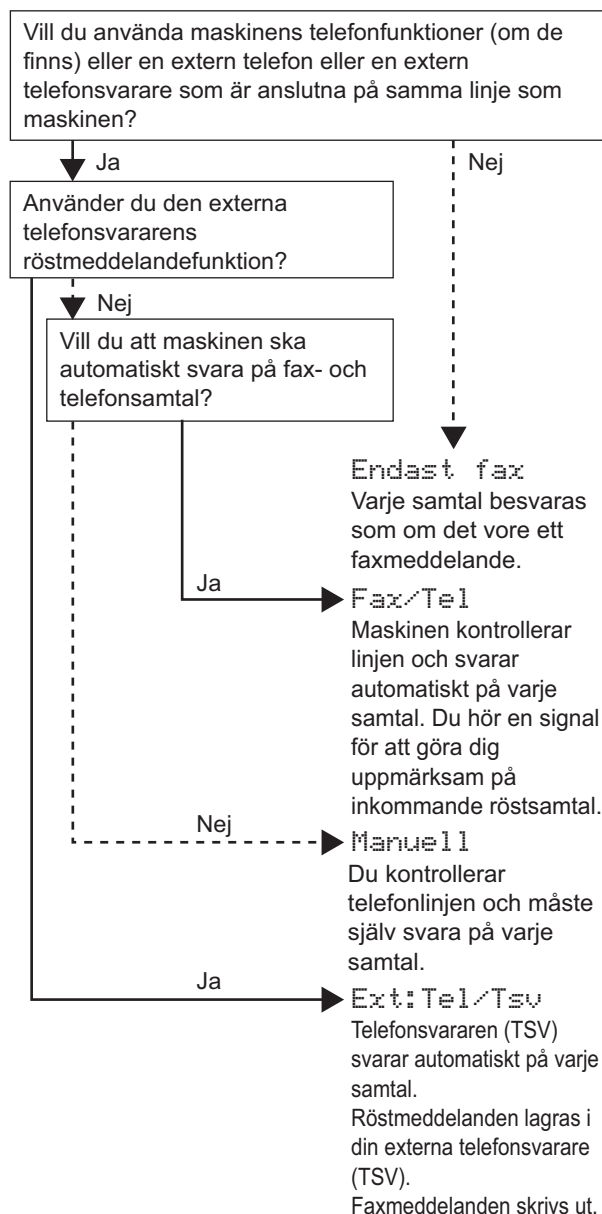 Vill du använda maskinens telefonfunktioner (om de
finns) eller en extern telefon eller en extern
telefonsvarare som är anslutna på samma linje som
maskinen?
Ja
Nej
Använder du den externa
telefonsvararens
röstmeddelandefunktion?
Nej
Vill du att maskinen ska
automatiskt svara på fax- och
telefonsamtal?
Endast fax
Varje samtal besvaras
som om det vore ett
faxmeddelande.
Ja
Fax/Tel
Maskinen kontrollerar
linjen och svarar
automatiskt på varje
samtal. Du hör en signal
för att göra dig
uppmärksam på
inkommande röstsamtal.
Nej
Manuell
Du kontrollerar
telefonlinjen och måste
själv svara på varje
samtal.
Ja
Ext:Tel/Tsv
Telefonsvararen (TSV)
svarar automatiskt på varje
samtal.
Röstmeddelanden lagras i
din externa telefonsvarare
(TSV).
Faxmeddelanden skrivs ut.